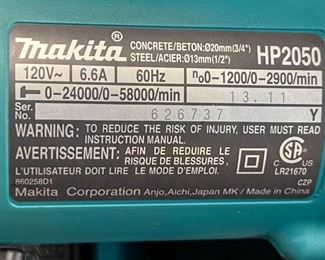 makita® CONCRETE/BETON:Ø20mm(3/4") HP2050
STEEL/ACIER:Ø13mm(1/2")
120V~ 6.6A 60Hz n₀0-1200/0-2900/min
0-24000/0-58000/min 13.11
Ser. No. 626737 Y
WARNING: TO REDUCE THE RISK OF INJURY, USER MUST READ
INSTRUCTION MANUAL.
AVERTISSEMENT: AFIN DE RÉDUIRE LE RISQUE DE BLESSURES,
L'UTILISATEUR DOIT LIRE LE MODE D'EMPLOI.
860258D1
LR21670
CZP
Makita Corporation Anjo,Aichi,Japan MK / Made in China